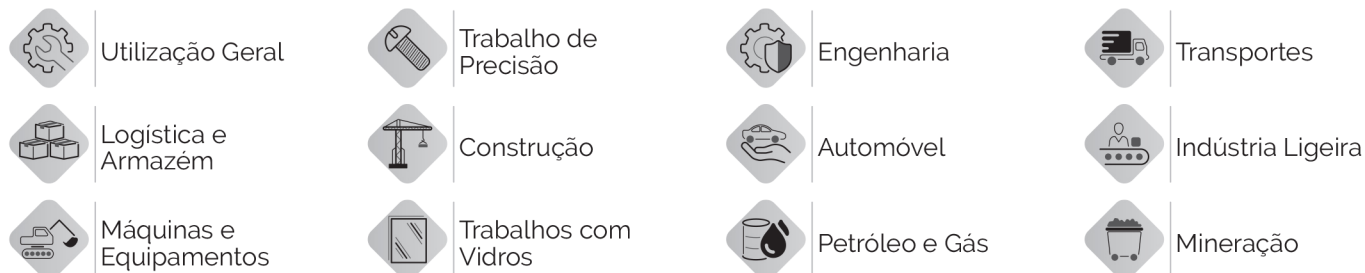 Utilização Geral
Trabalho de
Precisão
Engenharia
Transportes
Logística e
Armazém
Construção
Automóvel
Indústria Ligeira
Máquinas e
Equipamentos
Trabalhos com
Vidros
Petróleo e Gás
Mineração